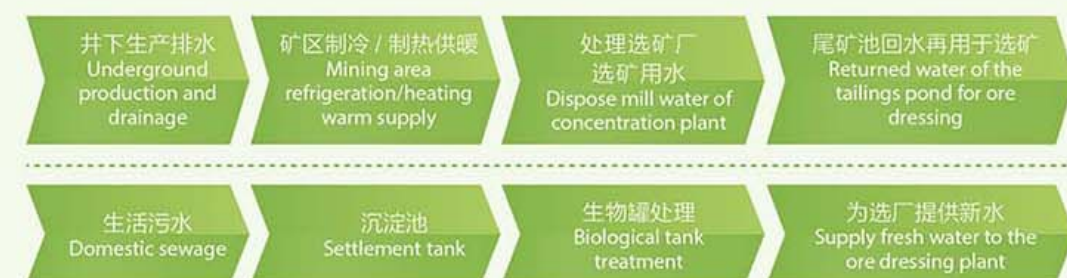 井下生产排水
Underground
production and
drainage
矿区制冷 / 制热供暖
Mining area
refrigeration/heating
warm supply
处理选矿厂
选矿用水
Dispose mill water of
concentration plant
尾矿池回水再用于选矿
Returned water of the
tailings pond for ore
dressing
生活污水
Domestic sewage
沉淀池
Settlement tank
生物罐处理
Biological tank
treatment
为选厂提供新水
Supply fresh water to the
ore dressing plant